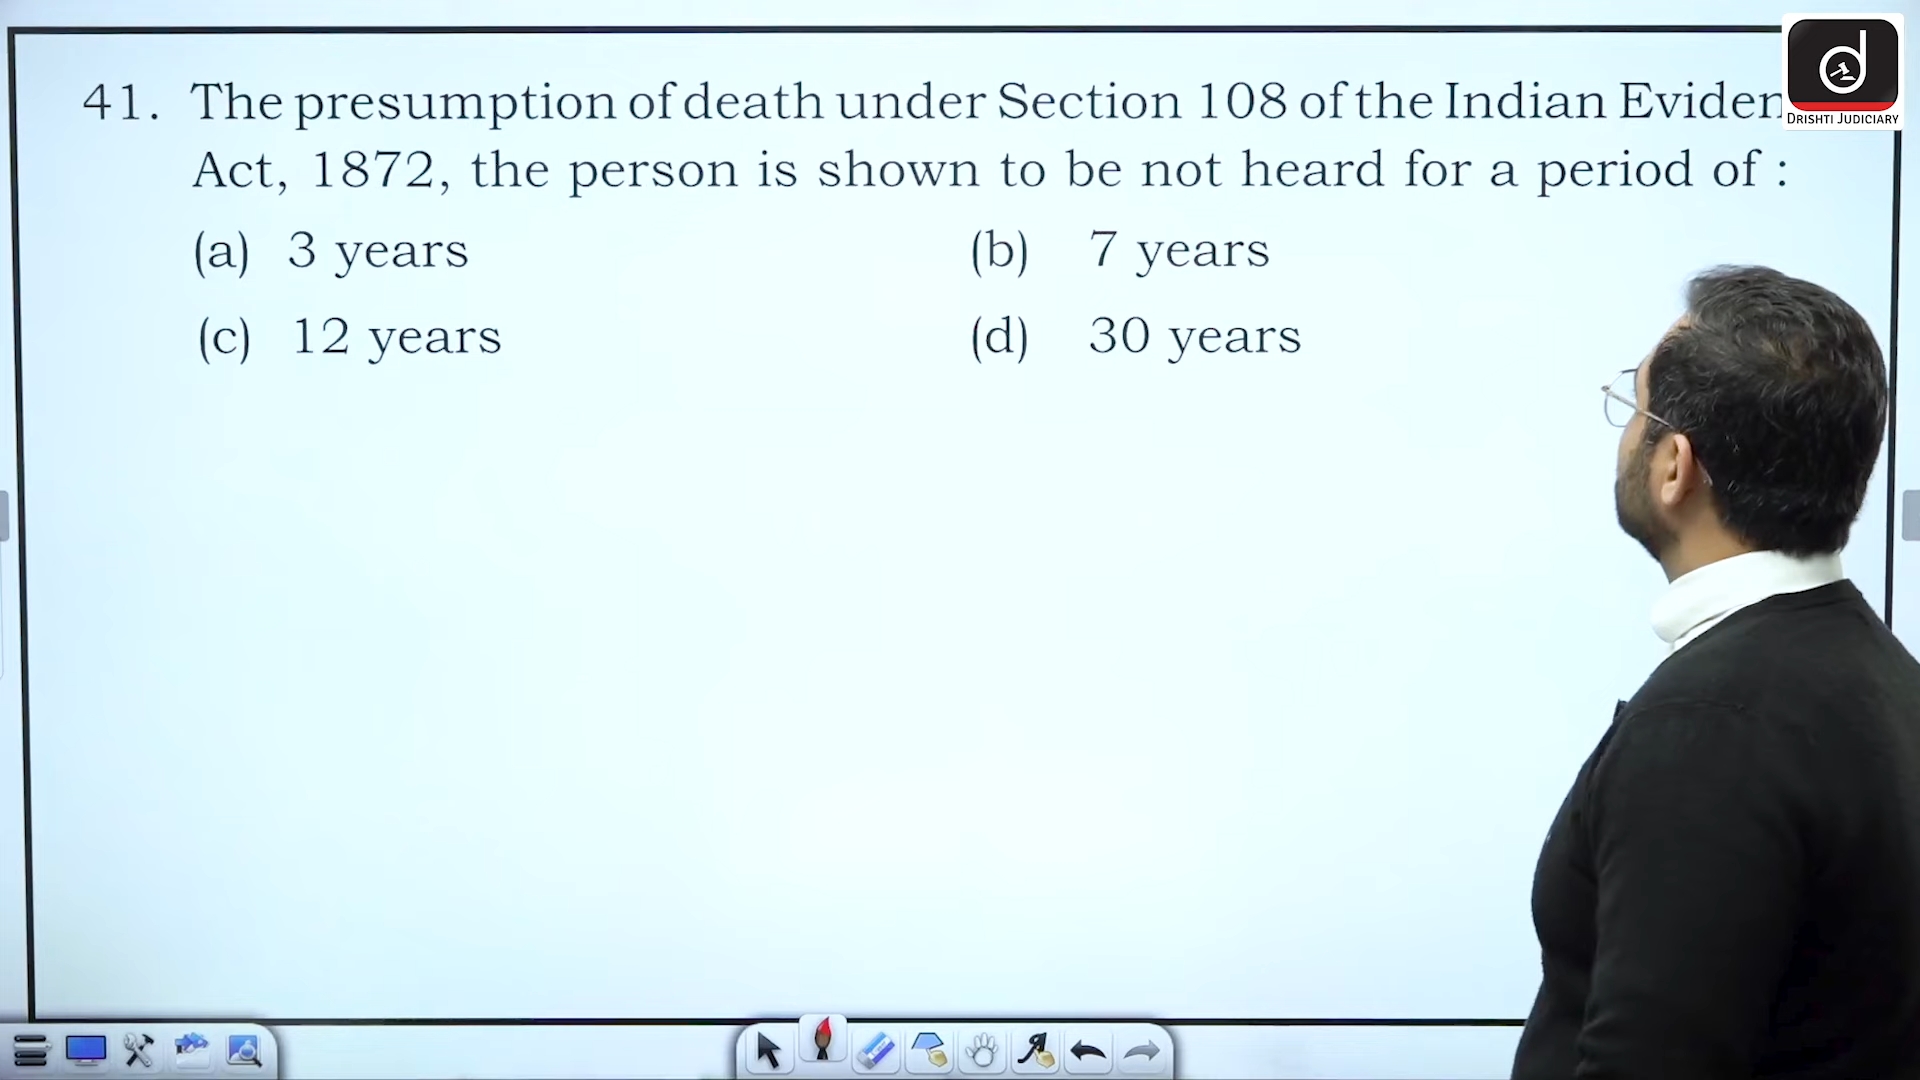 41. The presumption of death under Section 108 of the Indian Eviden
Act, 1872, the person is shown to be not heard for a period of :
(a) 3 years (b) 7 years
(c) 12 years (d) 30 years
d
DRISHTI JUDICIARY